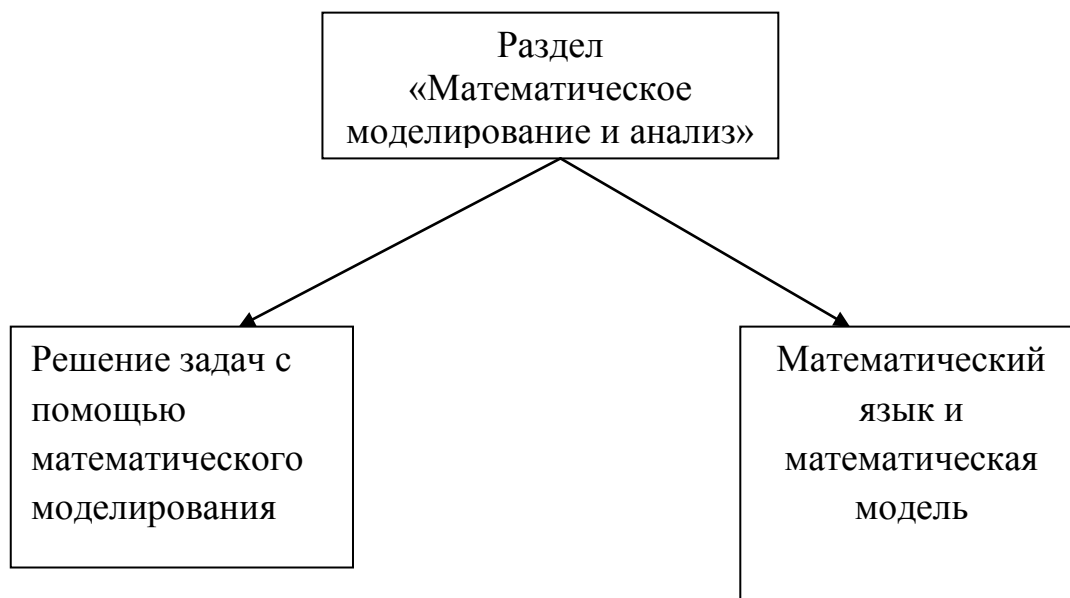 Раздел
«Математическое
моделирование и анализ»
Решение задач с
помощью
математического
моделирования
Математический
язык и
математическая
модель